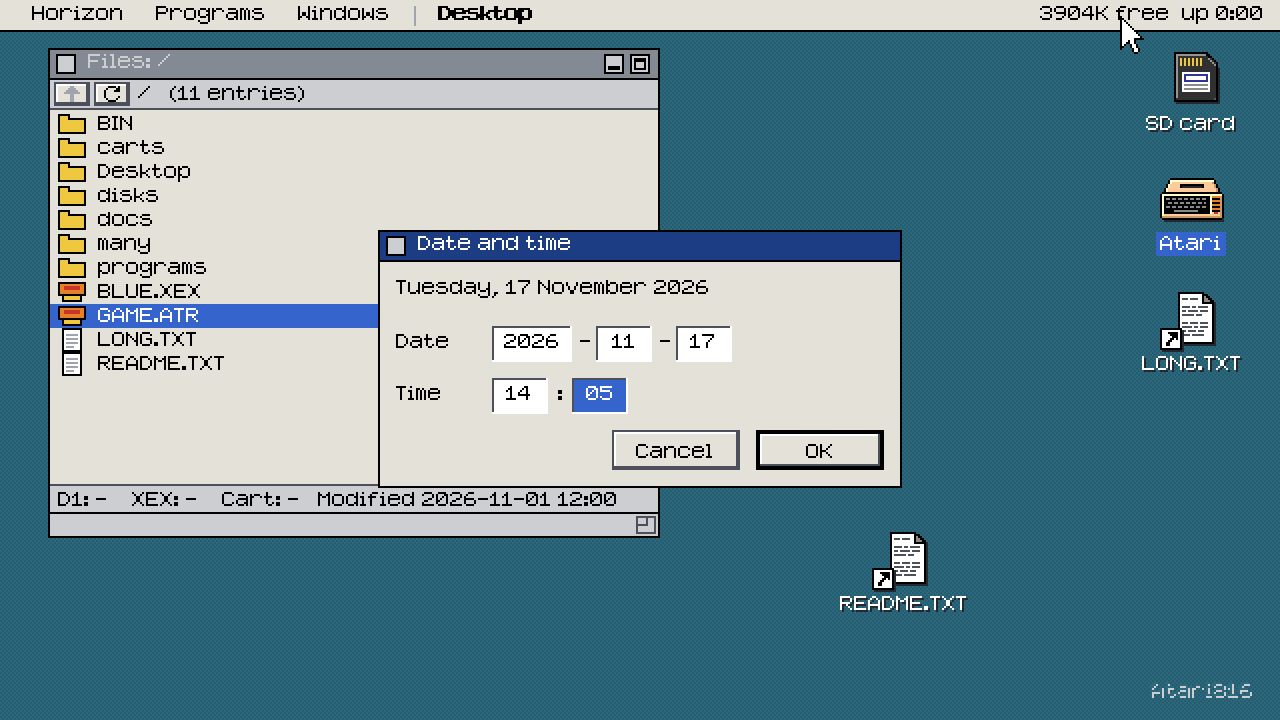 Horizon Programs Windows | Desktop 3904K free up 0:00
Files: /
/ (11 entries)
BIN
carts
Desktop
disks
docs
many
programs
BLUE.XEX
GAME.ATR
LONG.TXT
README.TXT
D1: - XEX: - Cart: - Modified 2026-11-01 12:00
Date and time
Tuesday, 17 November 2026
Date 2026 - 11 - 17
Time 14 : 05
Cancel OK
SD card
Atari
LONG.TXT
README.TXT
Atari816